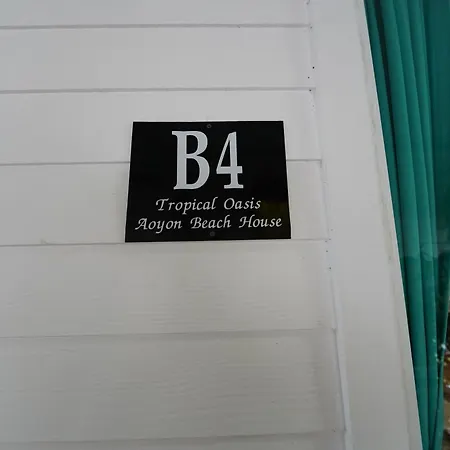 B4
Tropical Oasis
Aoyon Beach House